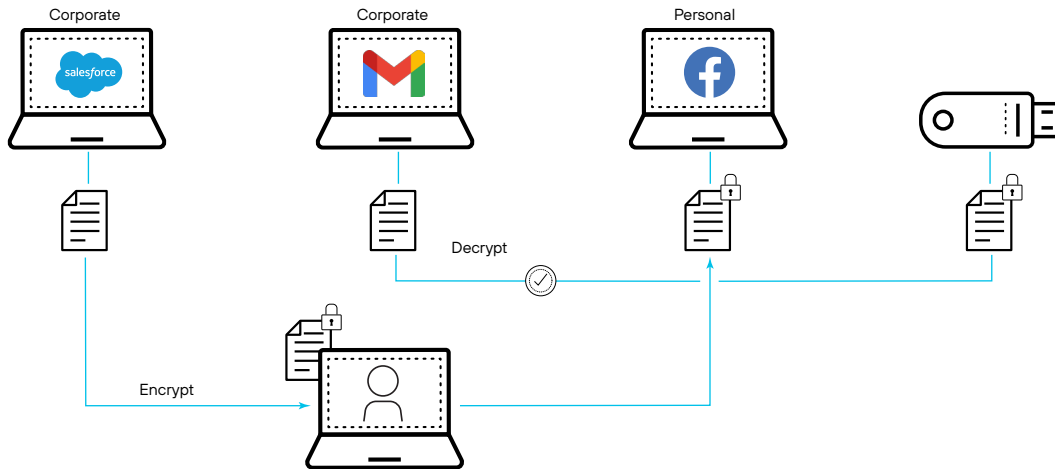 Corporate
Corporate
Personal
salesforce
Decrypt
Encrypt